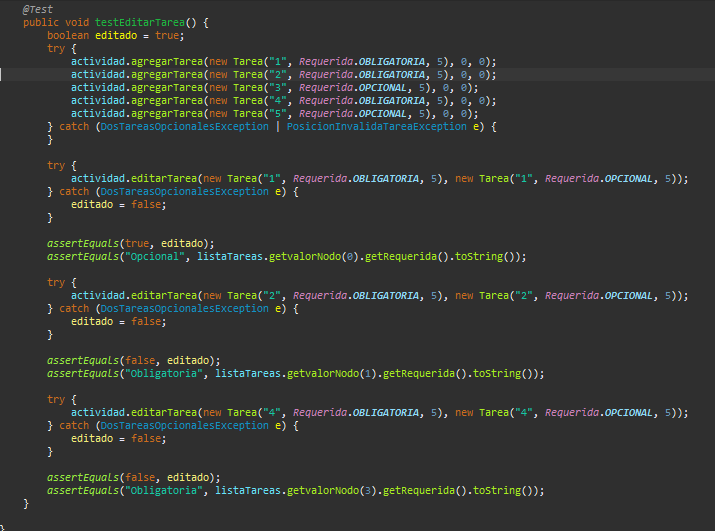 @Test
public void testEditarTarea() {
boolean editado = true;
try {
actividad.agregarTarea(new Tarea("1", Requerida.OBLIGATORIA, 5), 0, 0);
actividad.agregarTarea(new Tarea("2", Requerida.OBLIGATORIA, 5), 0, 0);
actividad.agregarTarea(new Tarea("3", Requerida.OPCIONAL, 5), 0, 0);
actividad.agregarTarea(new Tarea("4", Requerida.OBLIGATORIA, 5), 0, 0);
actividad.agregarTarea(new Tarea("5", Requerida.OPCIONAL, 5), 0, 0);
} catch (DosTareasOpcionalesException | PosicionInvalidaTareaException e) {
}
try {
actividad.editarTarea(new Tarea("1", Requerida.OBLIGATORIA, 5), new Tarea("1", Requerida.OPCIONAL, 5));
} catch (DosTareasOpcionalesException e) {
editado = false;
}
assertEquals(true, editado);
assertEquals("Opcional", listaTareas.getvalorNodo(0).getRequerida().toString());
try {
actividad.editarTarea(new Tarea("2", Requerida.OBLIGATORIA, 5), new Tarea("2", Requerida.OPCIONAL, 5));
} catch (DosTareasOpcionalesException e) {
editado = false;
}
assertEquals(false, editado);
assertEquals("Obligatoria", listaTareas.getvalorNodo(1).getRequerida().toString());
try {
actividad.editarTarea(new Tarea("4", Requerida.OBLIGATORIA, 5), new Tarea("4", Requerida.OPCIONAL, 5));
} catch (DosTareasOpcionalesException e) {
editado = false;
}
assertEquals(false, editado);
assertEquals("Obligatoria", listaTareas.getvalorNodo(3).getRequerida().toString());
}
}